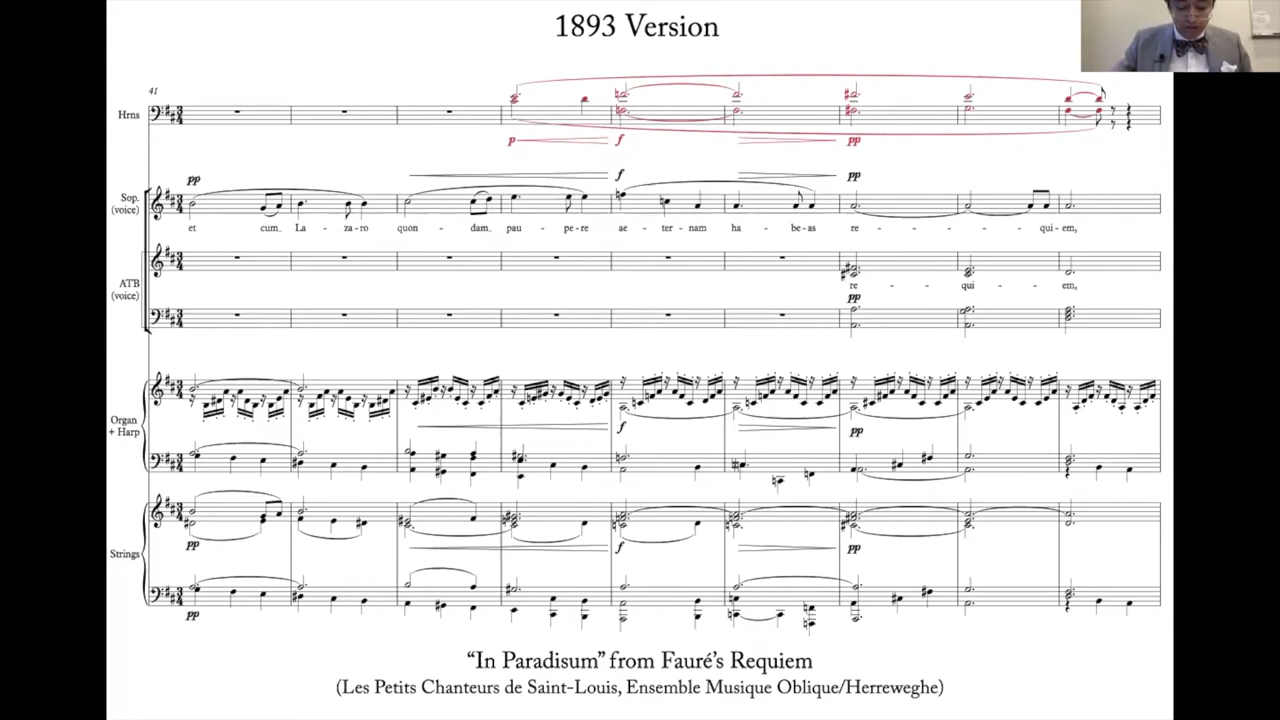 1893 Version
41
Hrns
p f pp
pp f pp
Sop.
(voice)
et cum La - za - ro quon - dam pau - pe - re ae - ter - nam ha - be - as re - - - - qui - em,
ATB
(voice)
re - - qui - - em,
pp
Organ
+ Harp
f pp
Strings
pp f pp
pp
“In Paradisum” from Fauré’s Requiem
(Les Petits Chanteurs de Saint-Louis, Ensemble Musique Oblique/Herreweghe)